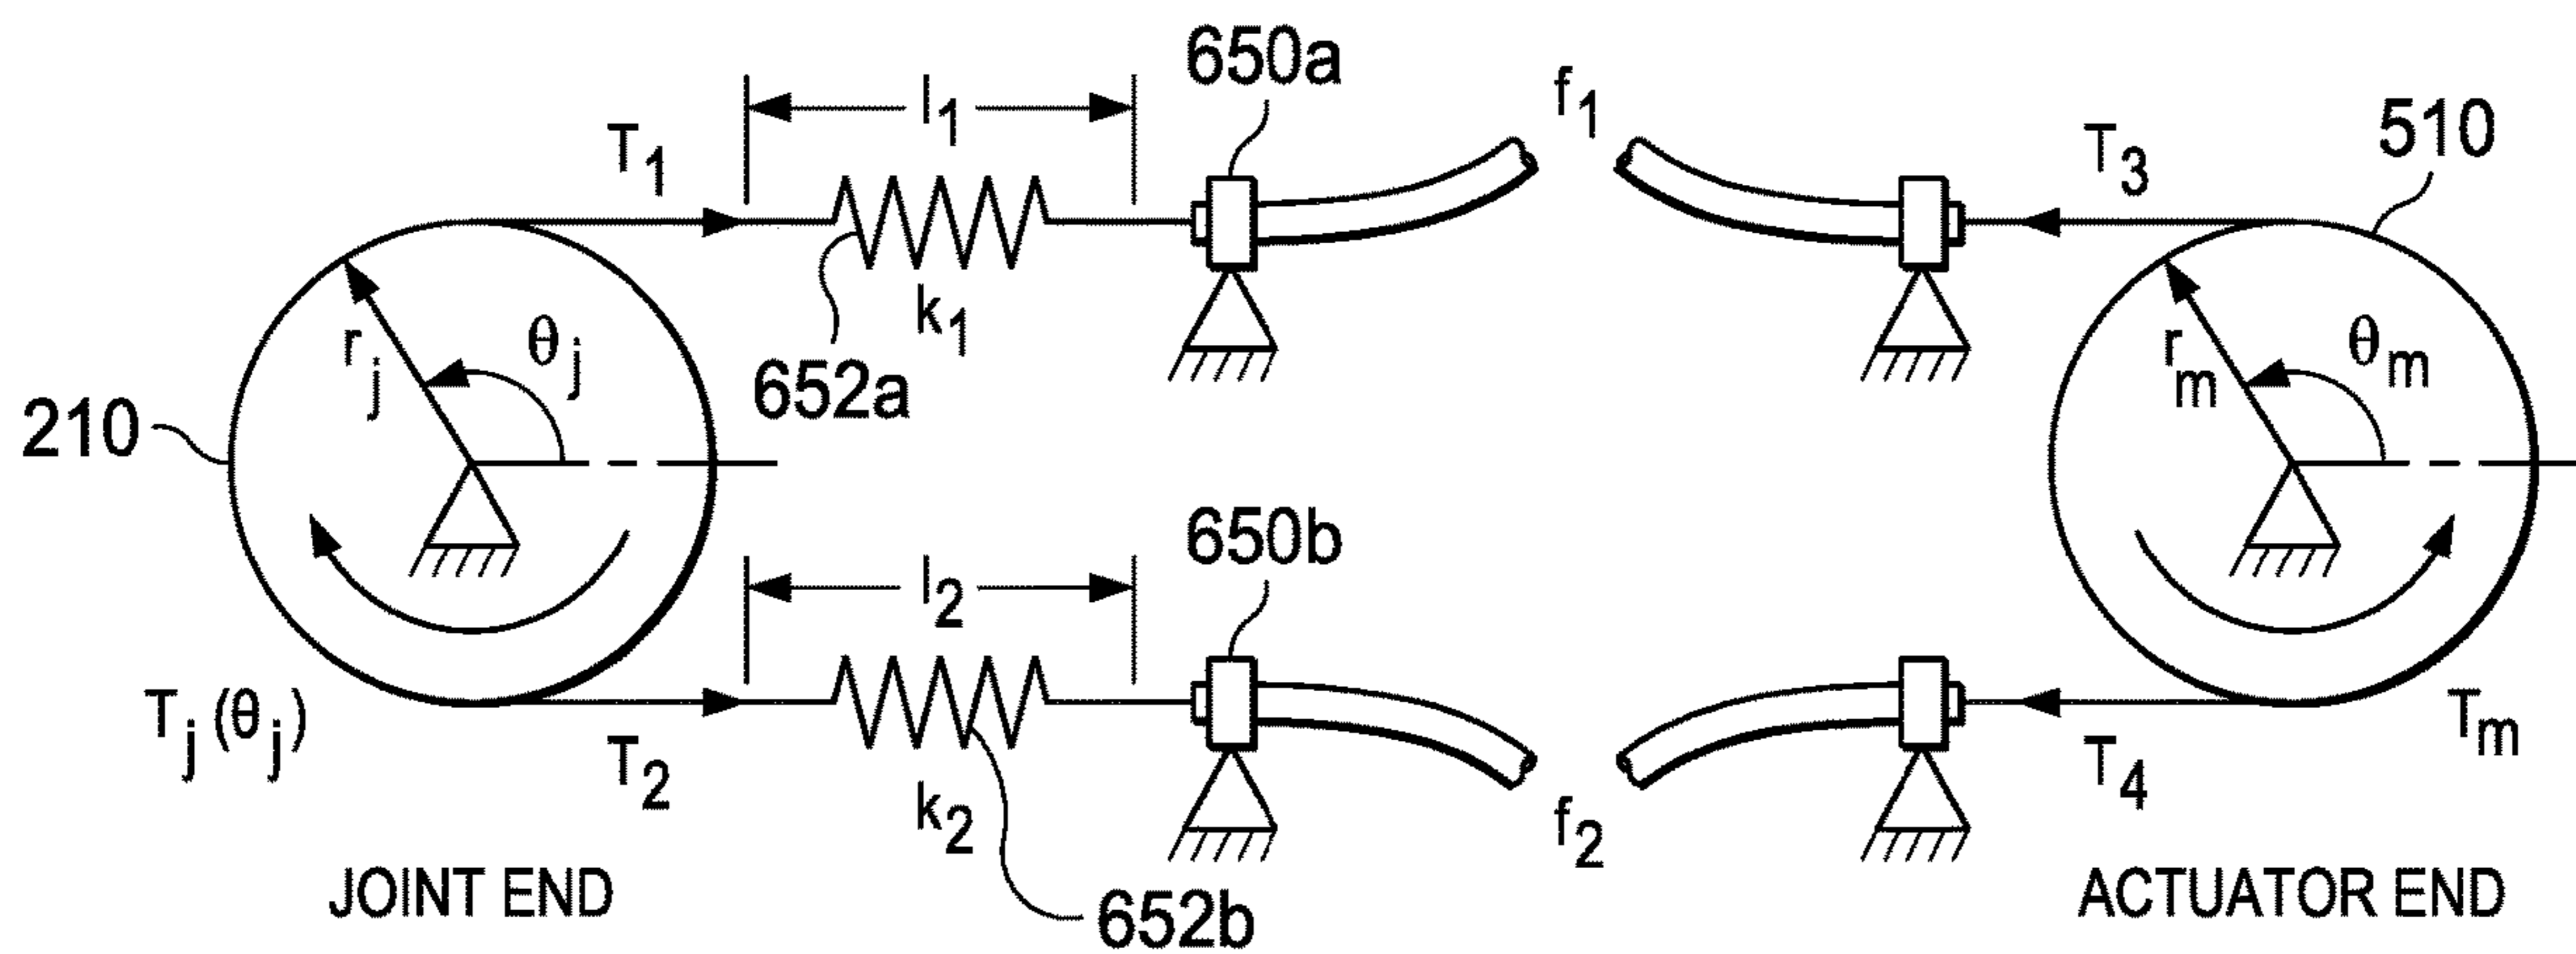 650a
l1
f1
T1
T3
510
rj
θj
k1
rm
θm
652a
210
650b
l2
Tj(θj)
T2
k2
f2
T4
Tm
JOINT END
652b
ACTUATOR END